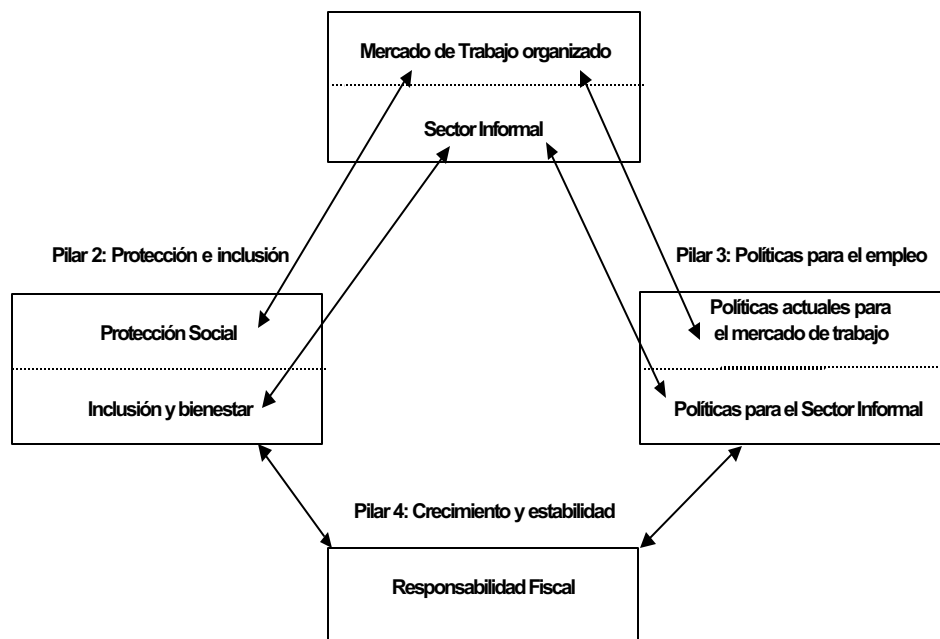 Mercado de Trabajo organizado
Sector Informal
Pilar 2: Protección e inclusión
Pilar 3: Políticas para el empleo
Protección Social
Inclusión y bienestar
Políticas actuales para
el mercado de trabajo
Políticas para el Sector Informal
Pilar 4: Crecimiento y estabilidad
Responsabilidad Fiscal